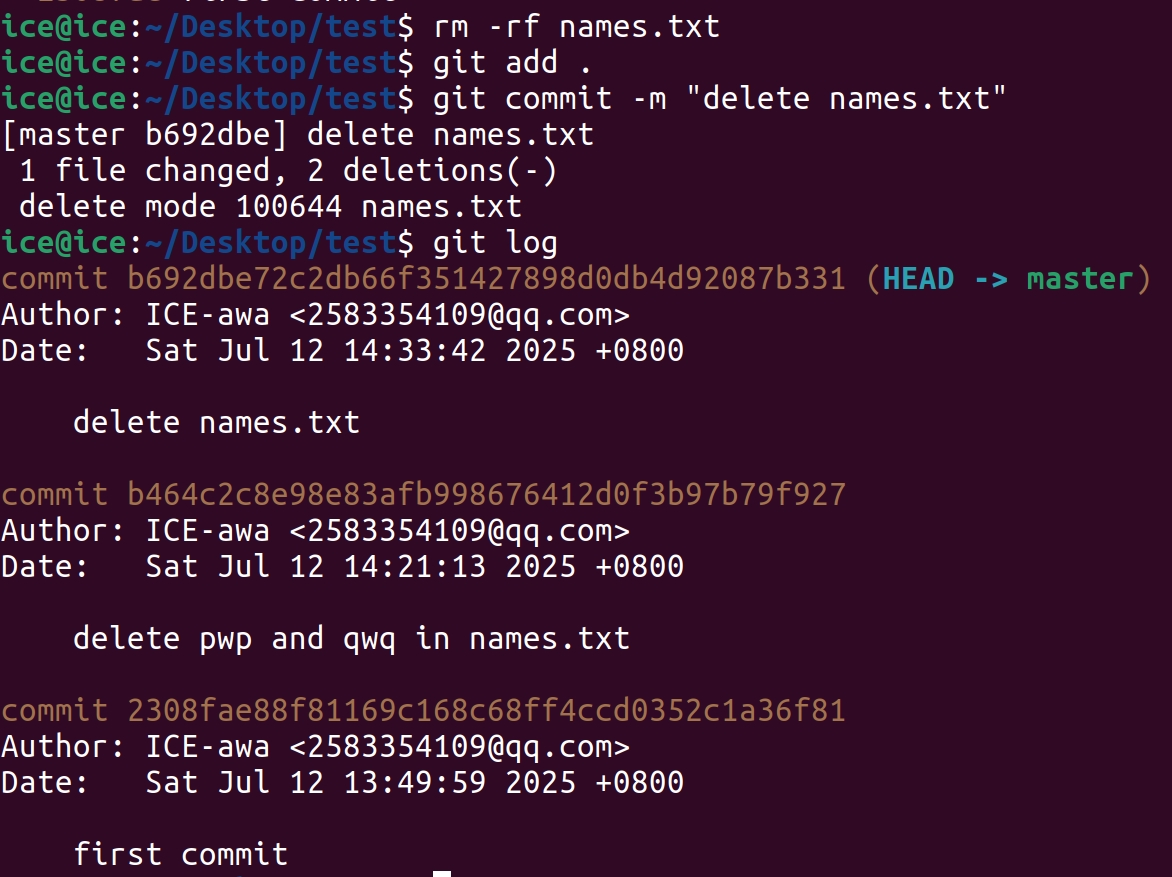 ice@ice:~/Desktop/test$ rm -rf names.txt
ice@ice:~/Desktop/test$ git add .
ice@ice:~/Desktop/test$ git commit -m "delete names.txt"
[master b692dbe] delete names.txt
 1 file changed, 2 deletions(-)
 delete mode 100644 names.txt
ice@ice:~/Desktop/test$ git log
commit b692dbe72c2db66f351427898d0db4d92087b331 (HEAD -> master)
Author: ICE-awa <2583354109@qq.com>
Date:   Sat Jul 12 14:33:42 2025 +0800
    delete names.txt
commit b464c2c8e98e83afb998676412d0f3b97b79f927
Author: ICE-awa <2583354109@qq.com>
Date:   Sat Jul 12 14:21:13 2025 +0800
    delete pwp and qwq in names.txt
commit 2308fae88f81169c168c68ff4ccd0352c1a36f81
Author: ICE-awa <2583354109@qq.com>
Date:   Sat Jul 12 13:49:59 2025 +0800
    first commit